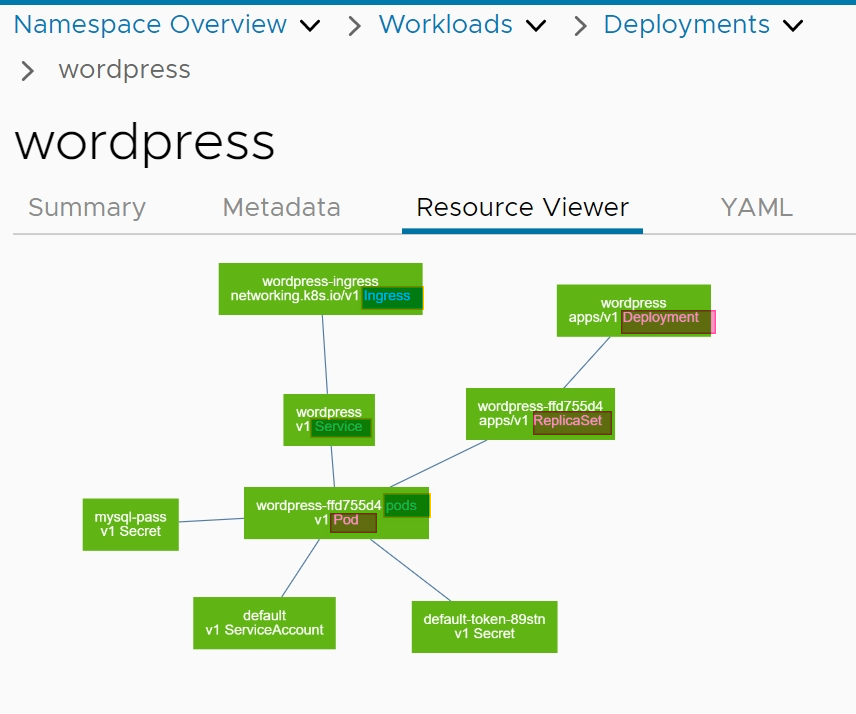 Namespace Overview > Workloads > Deployments
> wordpress
wordpress
Summary Metadata Resource Viewer YAML
wordpress-ingress
networking.k8s.io/v1 Ingress
wordpress
apps/v1 Deployment
wordpress
v1 Service
wordpress-ffd755d4
apps/v1 ReplicaSet
wordpress-ffd755d4 pods
v1 Pod
mysql-pass
v1 Secret
default
v1 ServiceAccount
default-token-89stn
v1 Secret